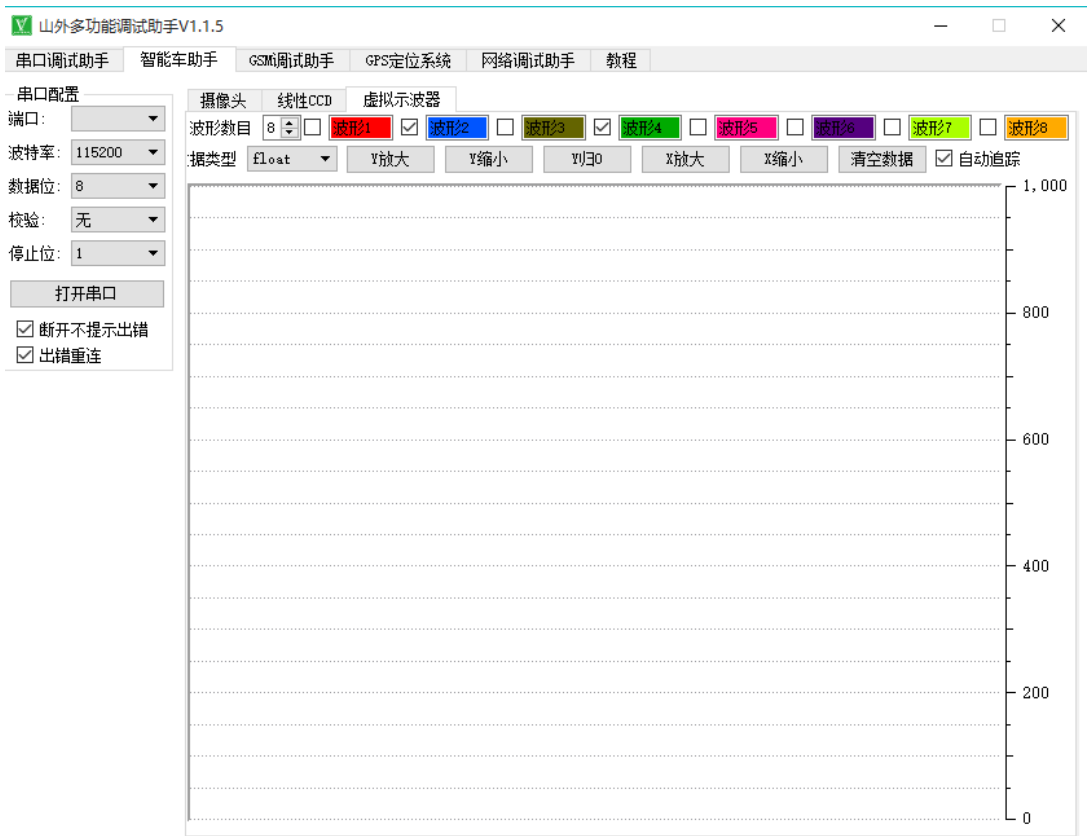 山外多功能调试助手V1.1.5
串口调试助手 智能车助手 GSM调试助手 GPS定位系统 网络调试助手 教程
串口配置
端口:
波特率: 115200
数据位: 8
校验: 无
停止位: 1
打开串口
断开不提示出错
出错重连
摄像头 线性CCD 虚拟示波器
波形数目 8 波形1 波形2 波形3 波形4 波形5 波形6 波形7 波形8
据类型 float Y放大 Y缩小 Y归0 X放大 X缩小 清空数据 自动追踪
1,000
800
600
400
200
0